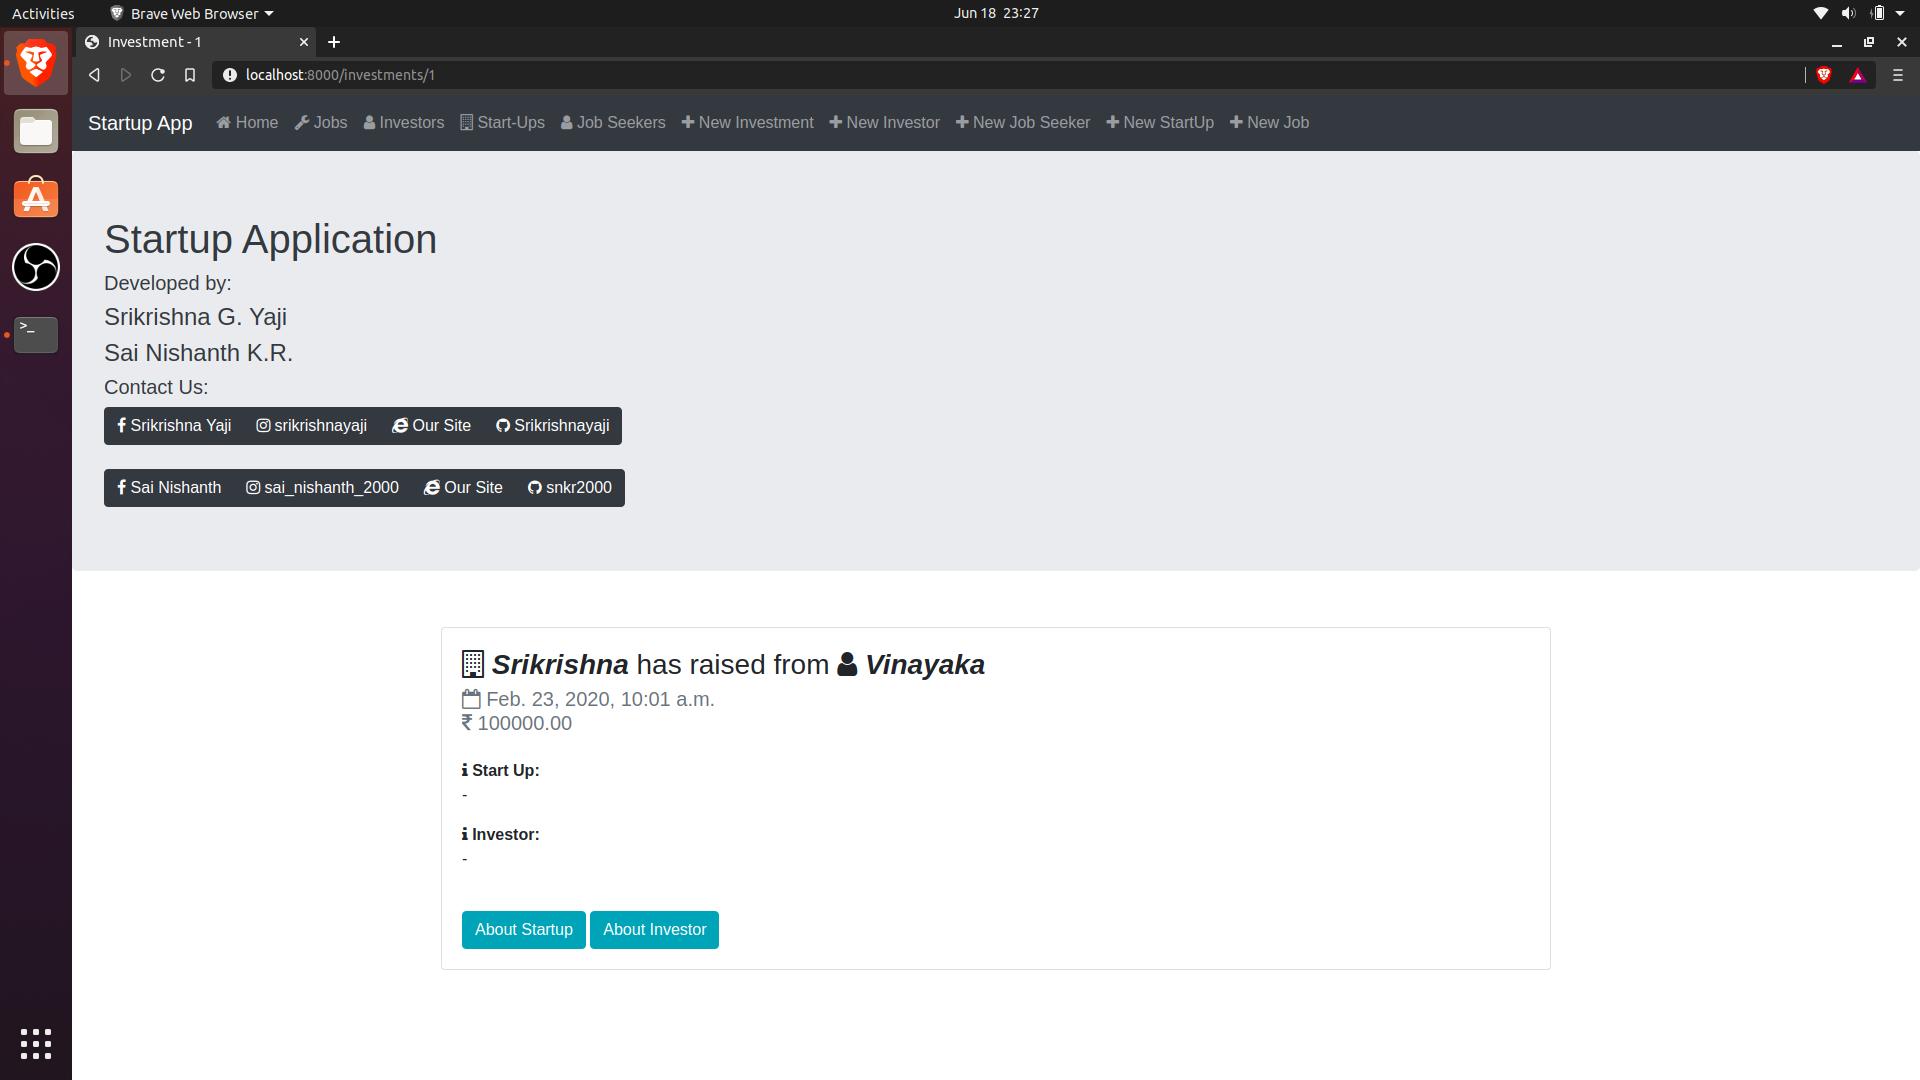 Activities Brave Web Browser Jun 18 23:27
Investment - 1
localhost:8000/investments/1
Startup App Home Jobs Investors Start-Ups Job Seekers New Investment New Investor New Job Seeker New StartUp New Job
Startup Application
Developed by:
Srikrishna G. Yaji
Sai Nishanth K.R.
Contact Us:
Srikrishna Yaji srikrishnayaji Our Site Srikrishnayaji
Sai Nishanth sai_nishanth_2000 Our Site snkr2000
Srikrishna has raised from Vinayaka
Feb. 23, 2020, 10:01 a.m.
₹ 100000.00
Start Up:
-
Investor:
-
About Startup About Investor